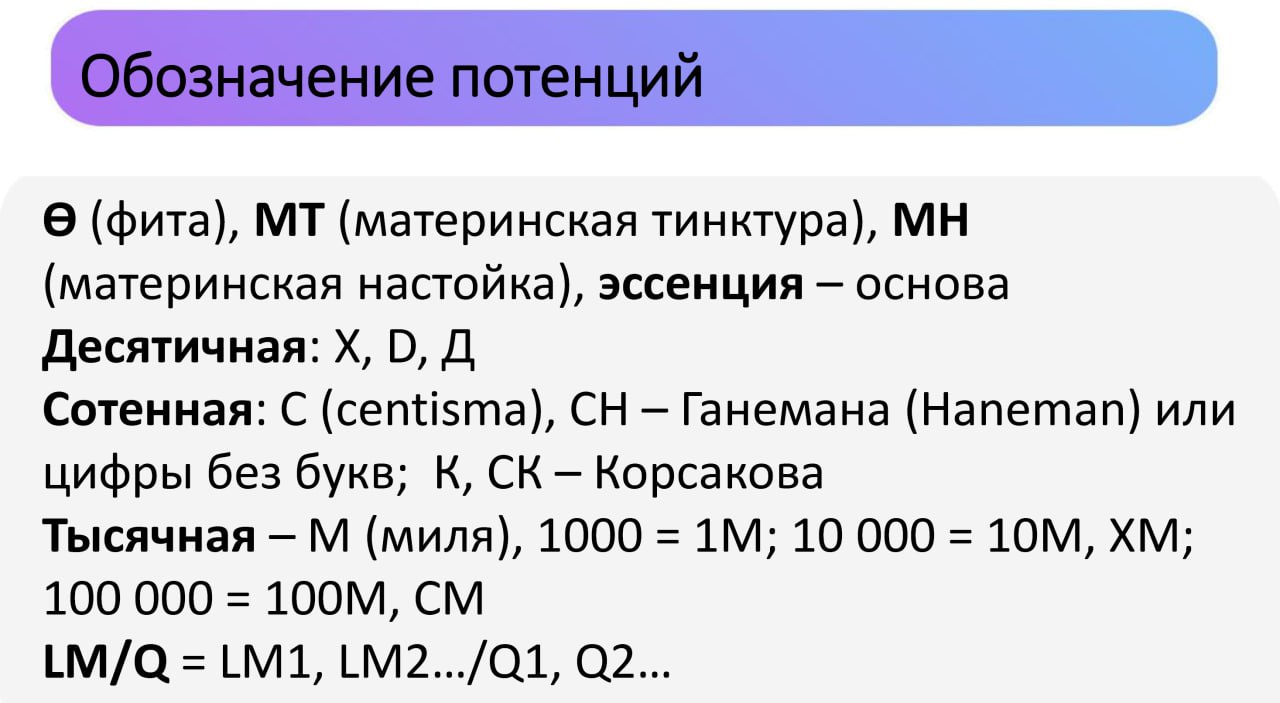 Обозначение потенций
Ѳ (фита), МТ (материнская тинктура), МН
(материнская настойка), эссенция – основа
Десятичная: X, D, Д
Сотенная: С (centisma), СН – Ганемана (Haneman) или
цифры без букв;  К, СК – Корсакова
Тысячная – М (миля), 1000 = 1М; 10 000 = 10М, ХМ;
100 000 = 100М, СМ
LM/Q = LM1, LM2…/Q1, Q2…